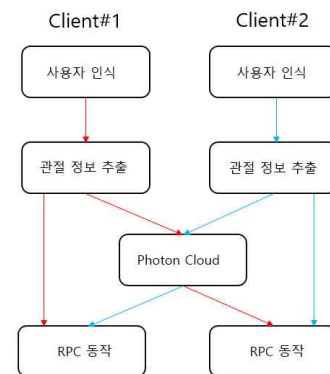 Client#1 Client#2
사용자 인식 사용자 인식
관절 정보 추출 관절 정보 추출
Photon Cloud
RPC 동작 RPC 동작